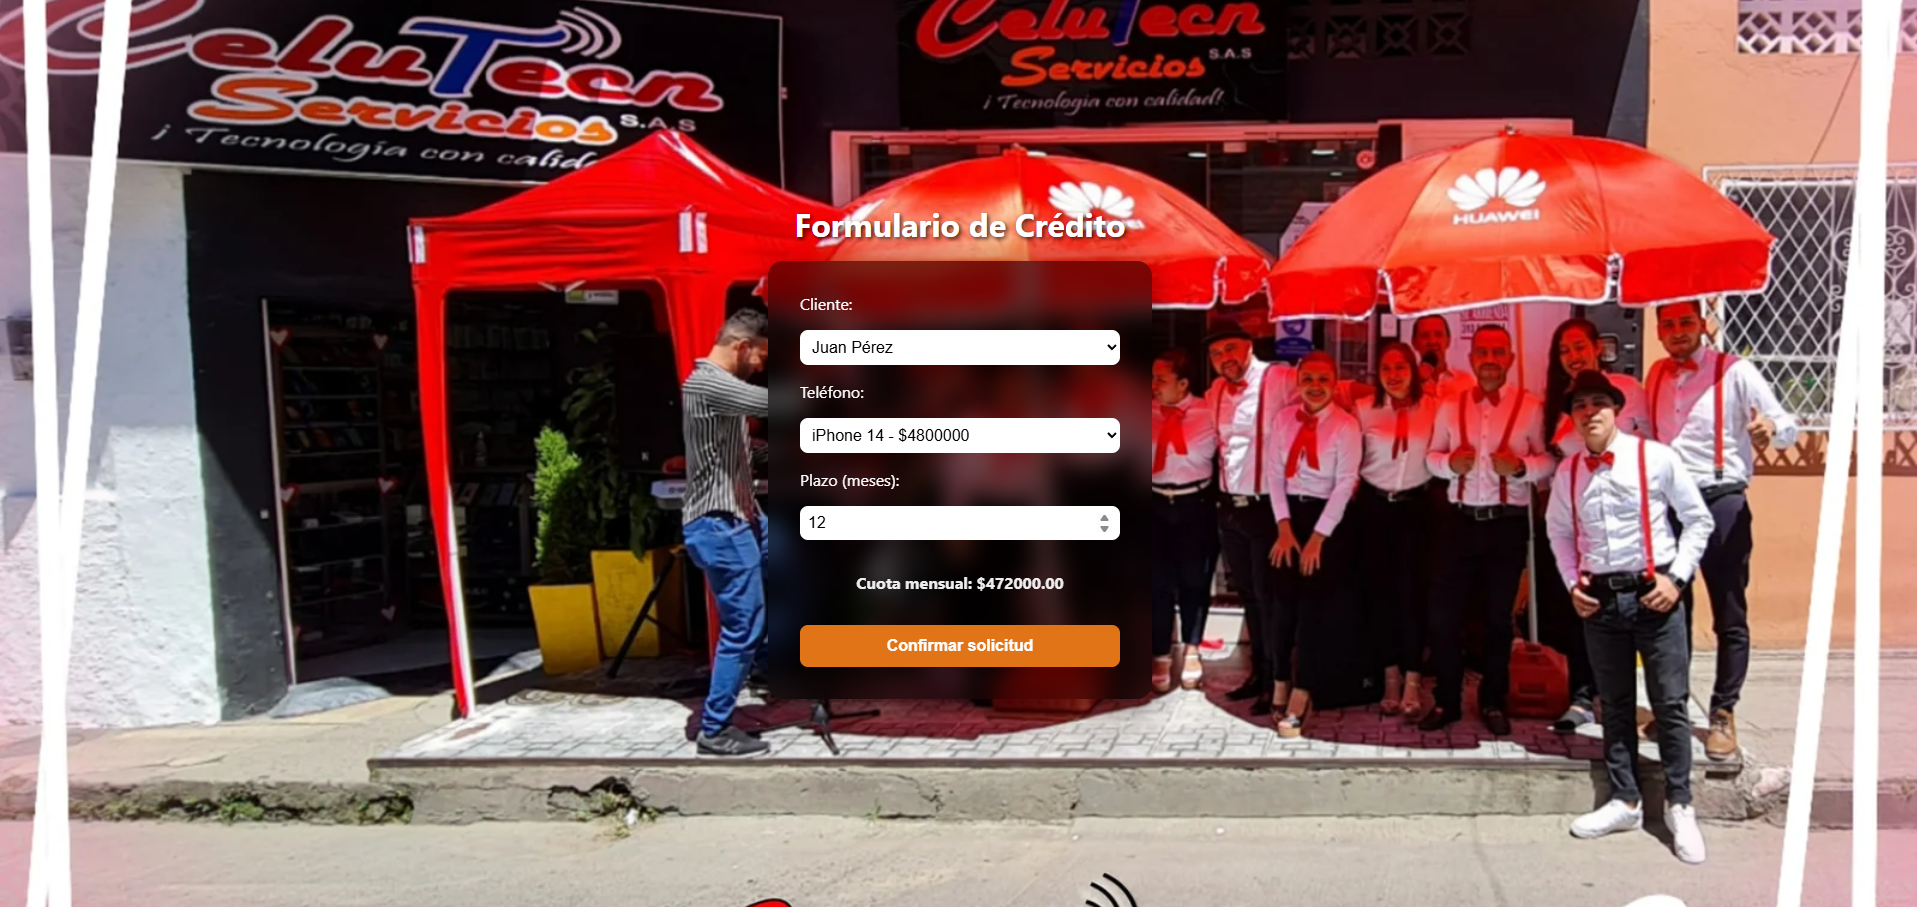 CeluTecn
Servicios
S.A.S
¡ Tecnología con calid
CeluTecn
Servicios S.A.S
¡ Tecnología con calidad!
HUAWEI
Formulario de Crédito
Cliente:
Juan Pérez
Teléfono:
iPhone 14 - $4800000
Plazo (meses):
12
Cuota mensual: $472000.00
Confirmar solicitud